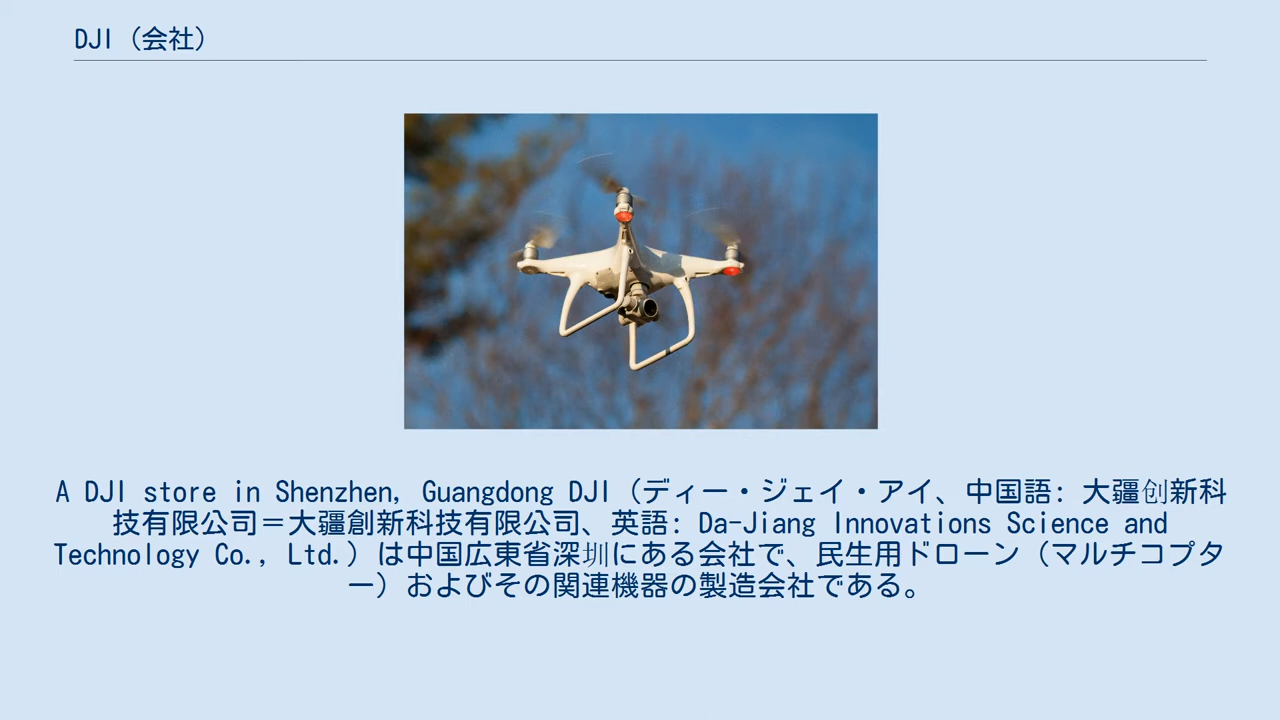 DJI（会社）
A DJI store in Shenzhen, Guangdong DJI（ディー・ジェイ・アイ、中国語: 大疆创新科
技有限公司＝大疆創新科技有限公司、英語: Da-Jiang Innovations Science and
Technology Co., Ltd.）は中国広東省深圳にある会社で、民生用ドローン（マルチコプタ
ー）およびその関連機器の製造会社である。